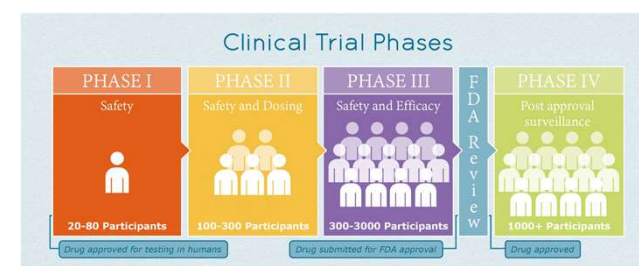 Clinical Trial Phases
PHASE I
Safety
20-80 Participants
PHASE II
Safety and Dosing
100-300 Participants
PHASE III
Safety and Efficacy
300-3000 Participants
FDA Review
PHASE IV
Post approval
surveillance
1000+ Participants
Drug approved for testing in humans
Drug submitted for FDA approval
Drug approved